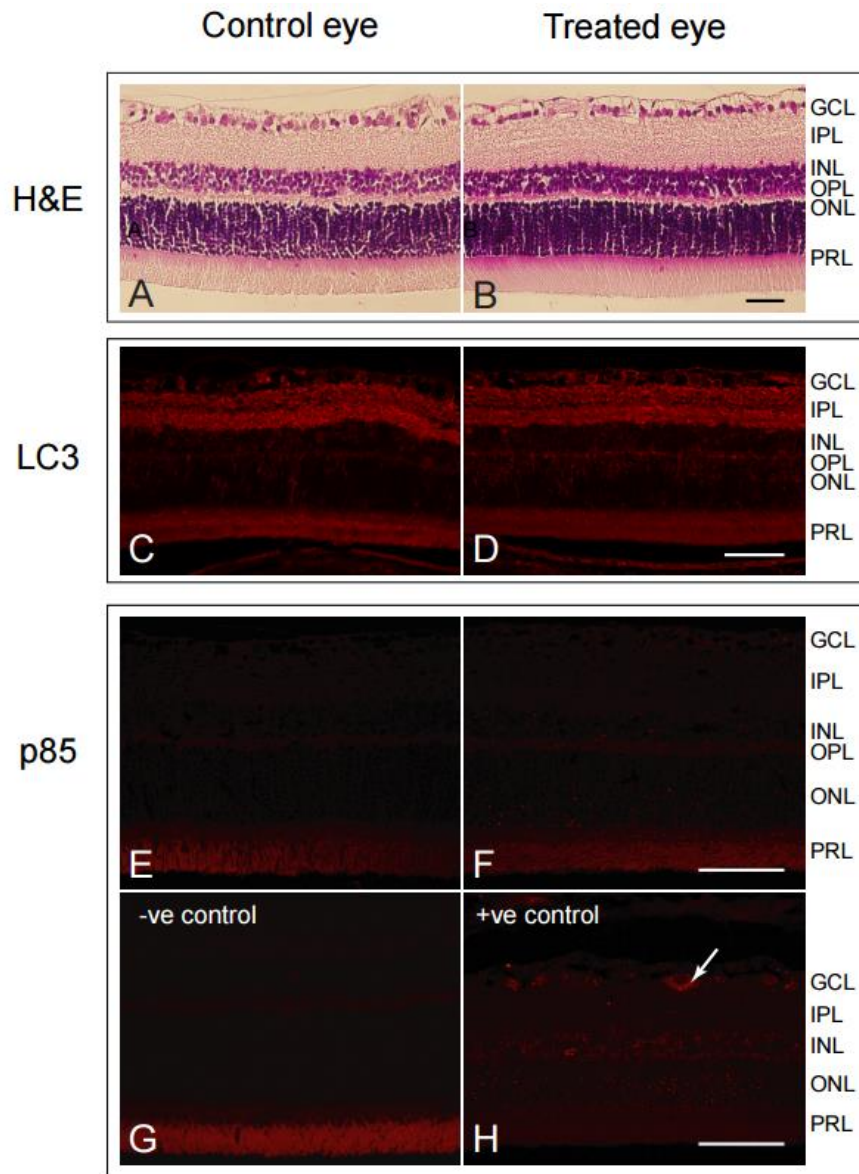 Control eye Treated eye
H&E
GCL
IPL
INL
OPL
ONL
PRL
A
B
A
B
LC3
GCL
IPL
INL
OPL
ONL
PRL
C
D
p85
GCL
IPL
INL
OPL
ONL
PRL
E
F
-ve control
+ve control
GCL
IPL
INL
ONL
PRL
G
H